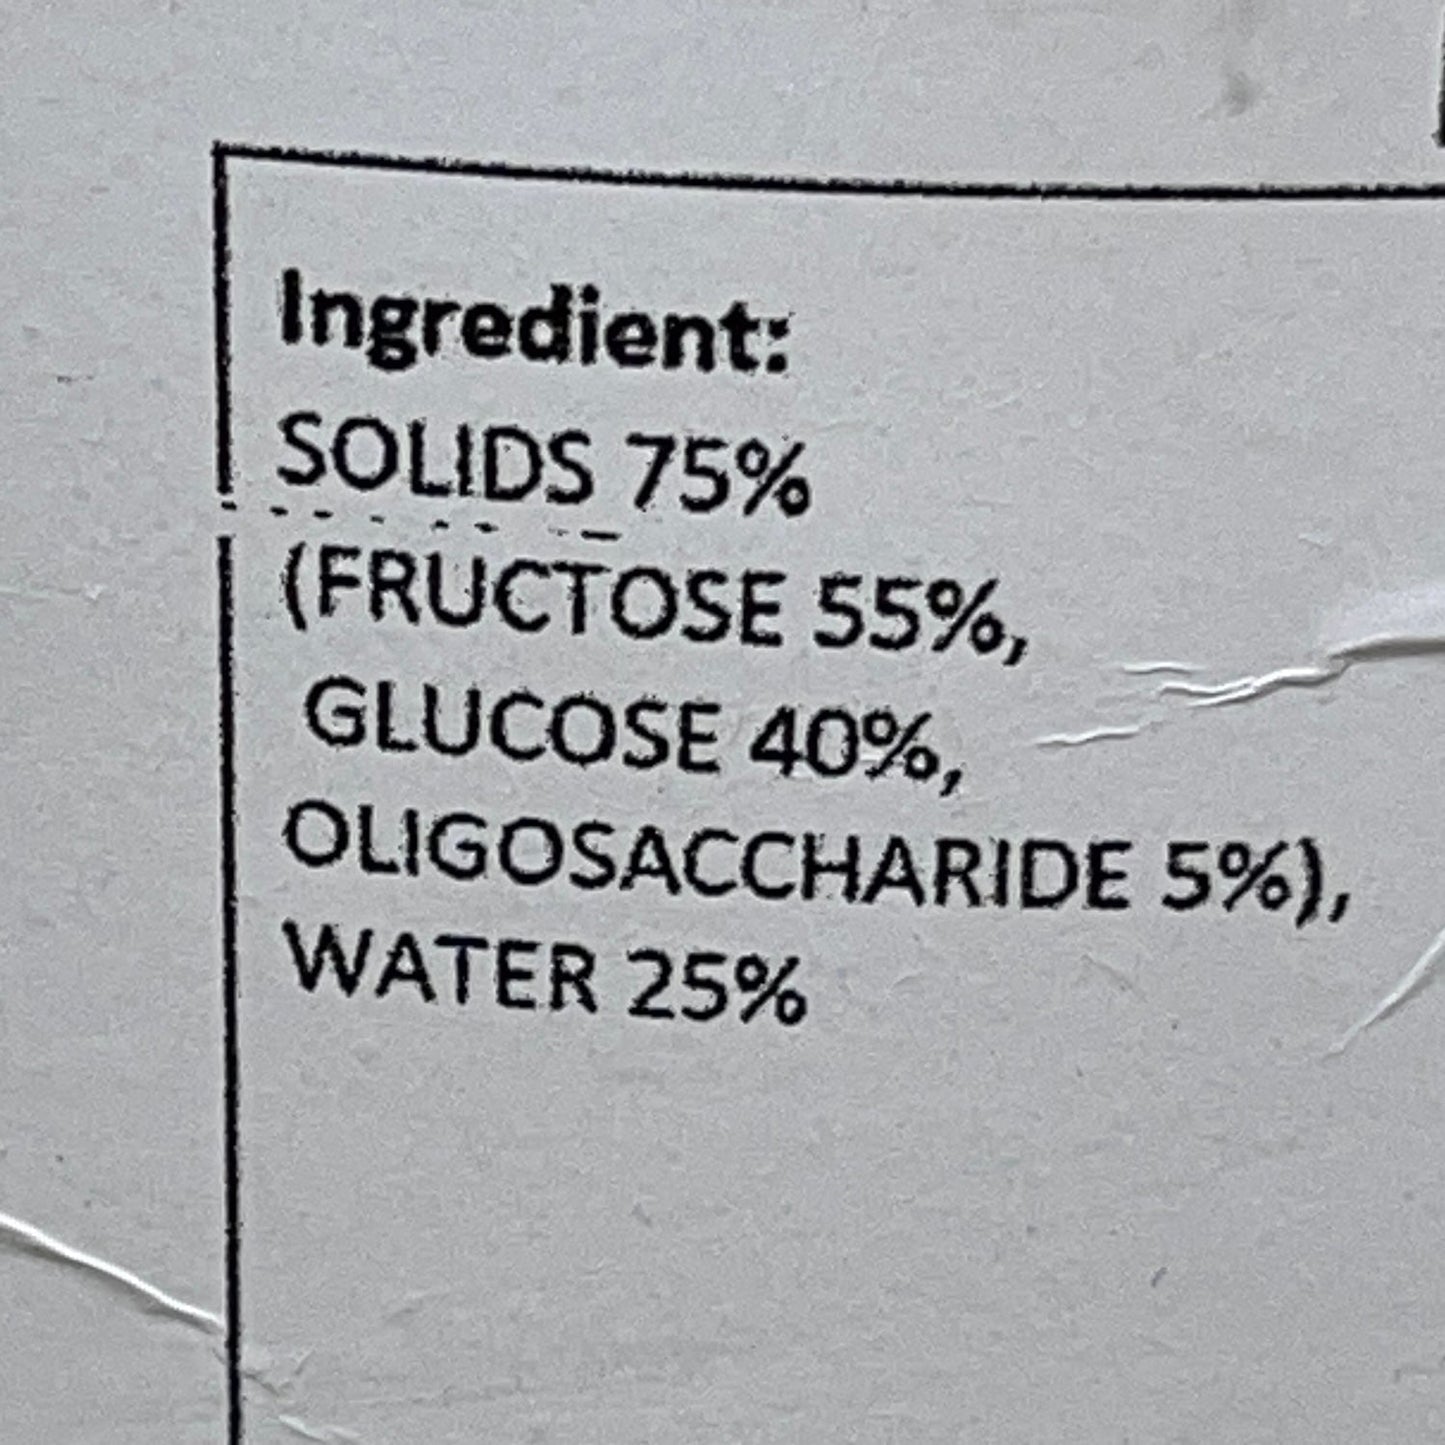 Ingredient:
SOLIDS 75%
(FRUCTOSE 55%,
GLUCOSE 40%,
OLIGOSACCHARIDE 5%),
WATER 25%